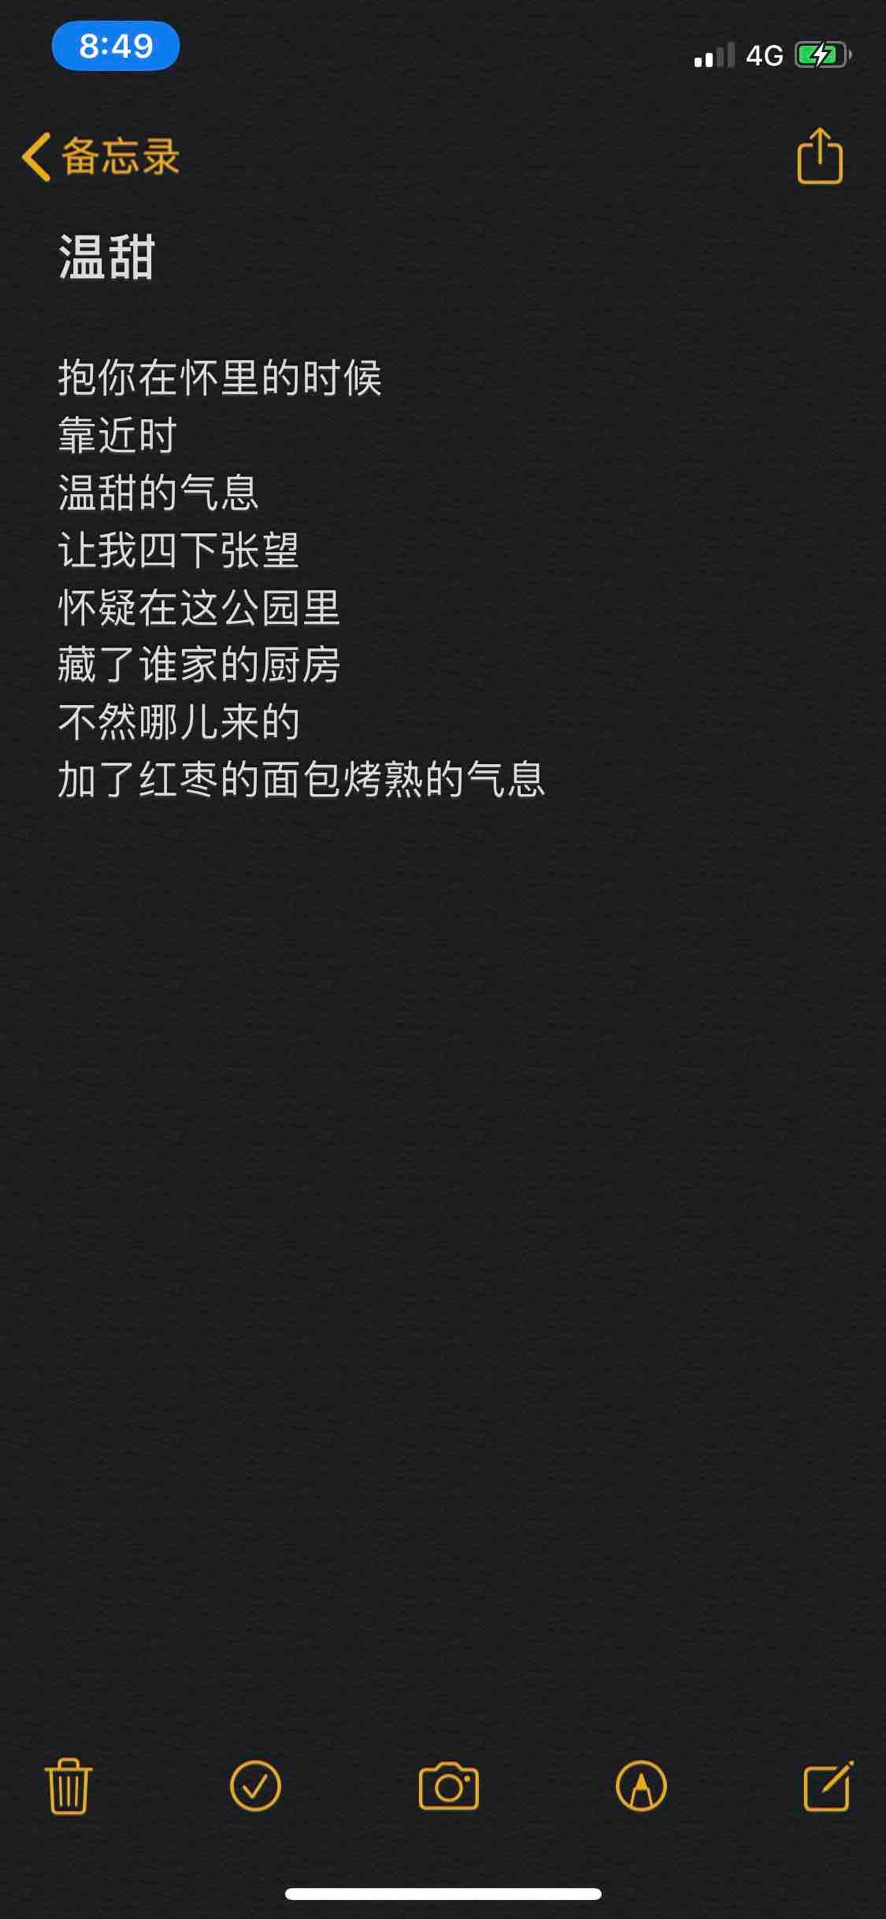 8:49
4G
备忘录
温甜
抱你在怀里的时候
靠近时
温甜的气息
让我四下张望
怀疑在这公园里
藏了谁家的厨房
不然哪儿来的
加了红枣的面包烤熟的气息